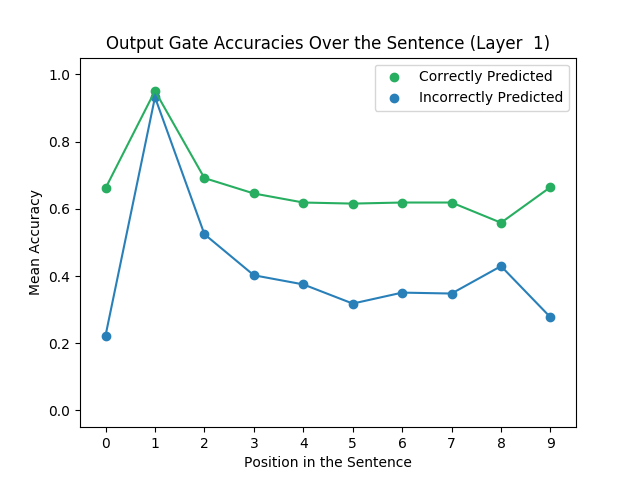 Output Gate Accuracies Over the Sentence (Layer  1)
Correctly Predicted
Incorrectly Predicted
Mean Accuracy
1.0
0.8
0.6
0.4
0.2
0.0
0 1 2 3 4 5 6 7 8 9
Position in the Sentence